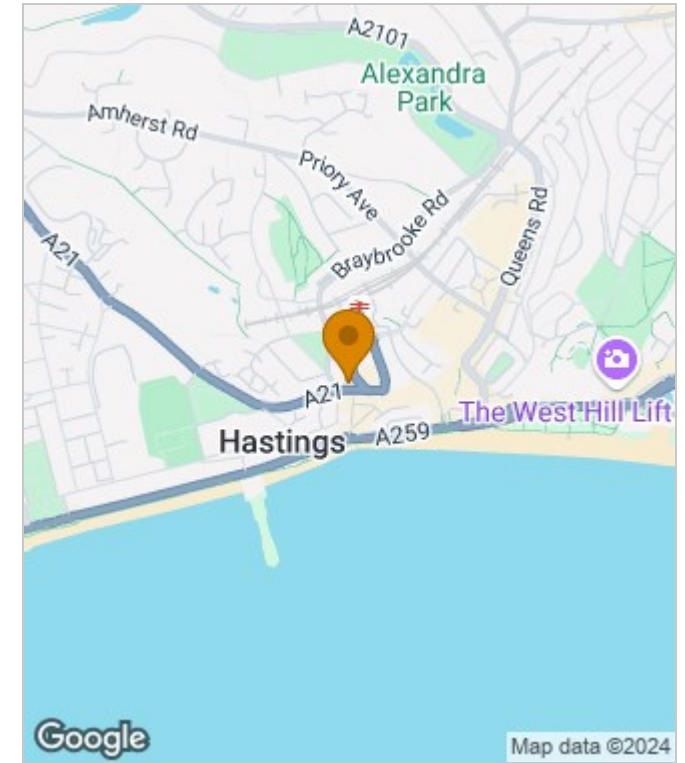 A2101
Alexandra
Park
Amherst Rd
Priory Ave
Braybrooke Rd
Queens Rd
A21
A21
The West Hill Lift
Hastings
A259
Google
Map data ©2024